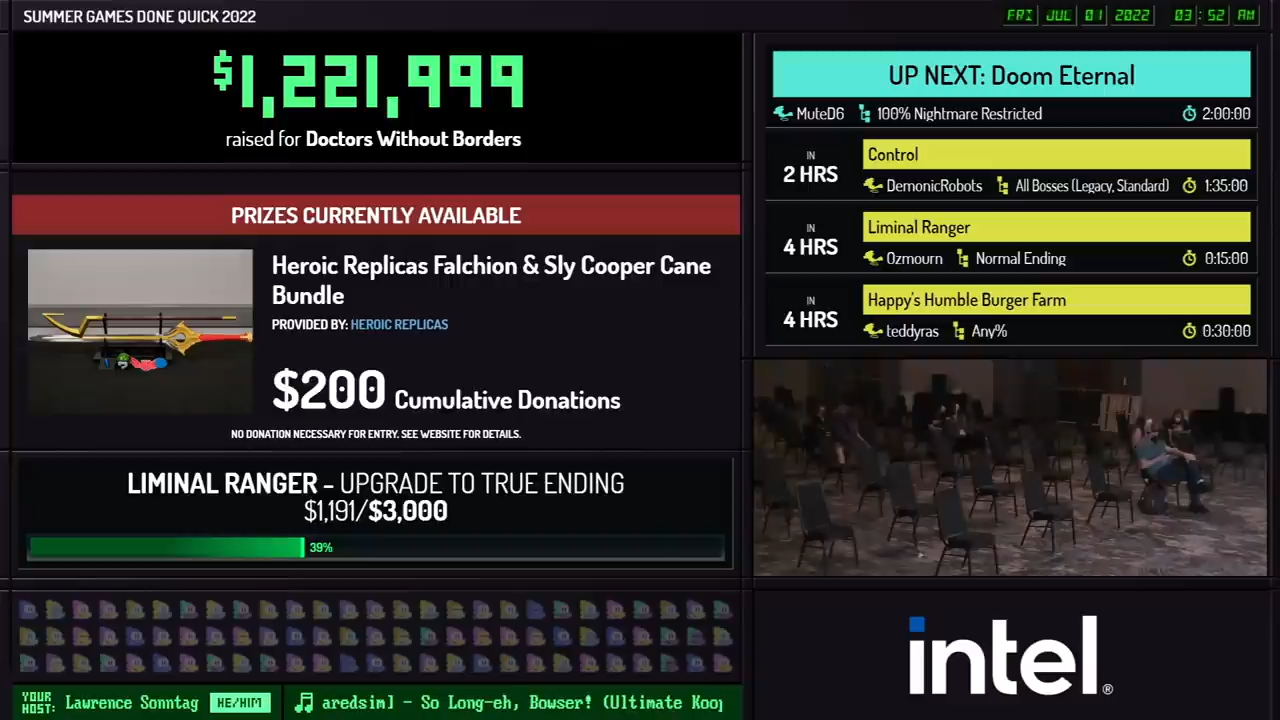 SUMMER GAMES DONE QUICK 2022
FRI JUL 01 2022 03:52 AM
$1,221,999
raised for Doctors Without Borders
PRIZES CURRENTLY AVAILABLE
Heroic Replicas Falchion & Sly Cooper Cane
Bundle
PROVIDED BY: HEROIC REPLICAS
$200 Cumulative Donations
NO DONATION NECESSARY FOR ENTRY. SEE WEBSITE FOR DETAILS.
LIMINAL RANGER - UPGRADE TO TRUE ENDING
$1,191/$3,000
39%
UP NEXT: Doom Eternal
MuteD6 100% Nightmare Restricted 2:00:00
IN
2 HRS
Control
DemonicRobots All Bosses (Legacy, Standard) 1:35:00
IN
4 HRS
Liminal Ranger
Ozmourn Normal Ending 0:15:00
IN
4 HRS
Happy's Humble Burger Farm
teddyras Any% 0:30:00
intel®
YOUR
HOST: Lawrence Sonntag HE/HIM
aredsim] - So Long-eh, Bowser! (Ultimate Koop